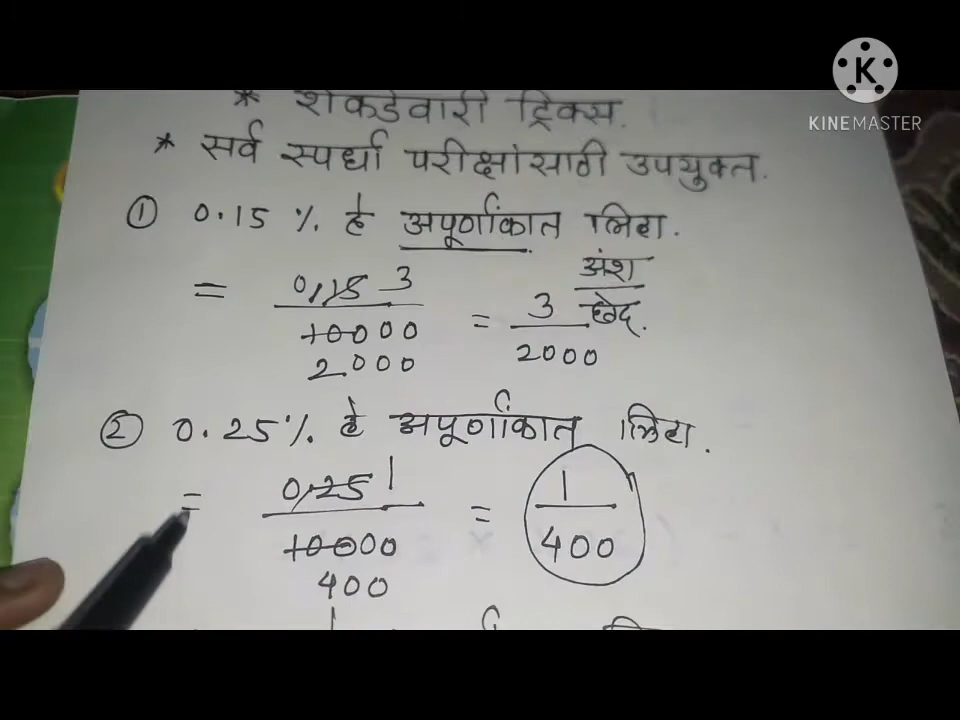 K
KINEMASTER
* शेकडेवारी ट्रिक्स.
* सर्व स्पर्धा परीक्षांसाठी उपयुक्त.
① 0.15 % हे अपूर्णांकात लिहा.
= 0.15 3 / 10000 2000 = 3 / 2000 अंश / छेद.
② 0.25% हे अपूर्णांकात लिहा.
= 0.25 1 / 10000 400 = 1 / 400